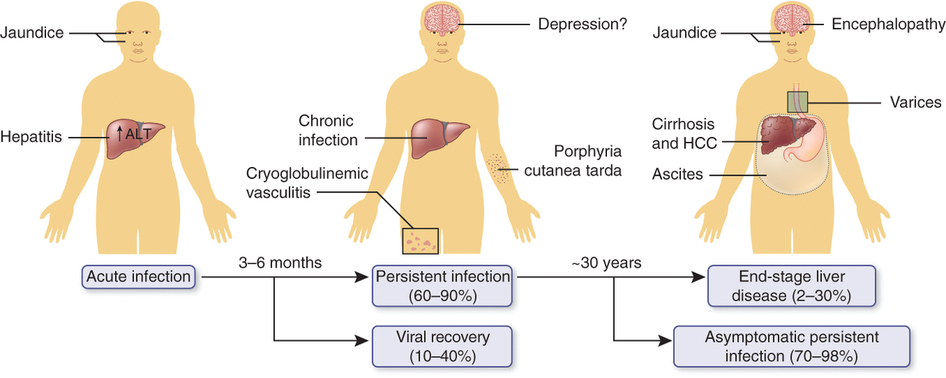 Jaundice
Hepatitis
↑ ALT
Depression?
Chronic
infection
Cryoglobulinemic
vasculitis
Porphyria
cutanea tarda
Jaundice
Encephalopathy
Varices
Cirrhosis
and HCC
Ascites
Acute infection
3–6 months
Persistent infection
(60–90%)
Viral recovery
(10–40%)
~30 years
End-stage liver
disease (2–30%)
Asymptomatic persistent
infection (70–98%)